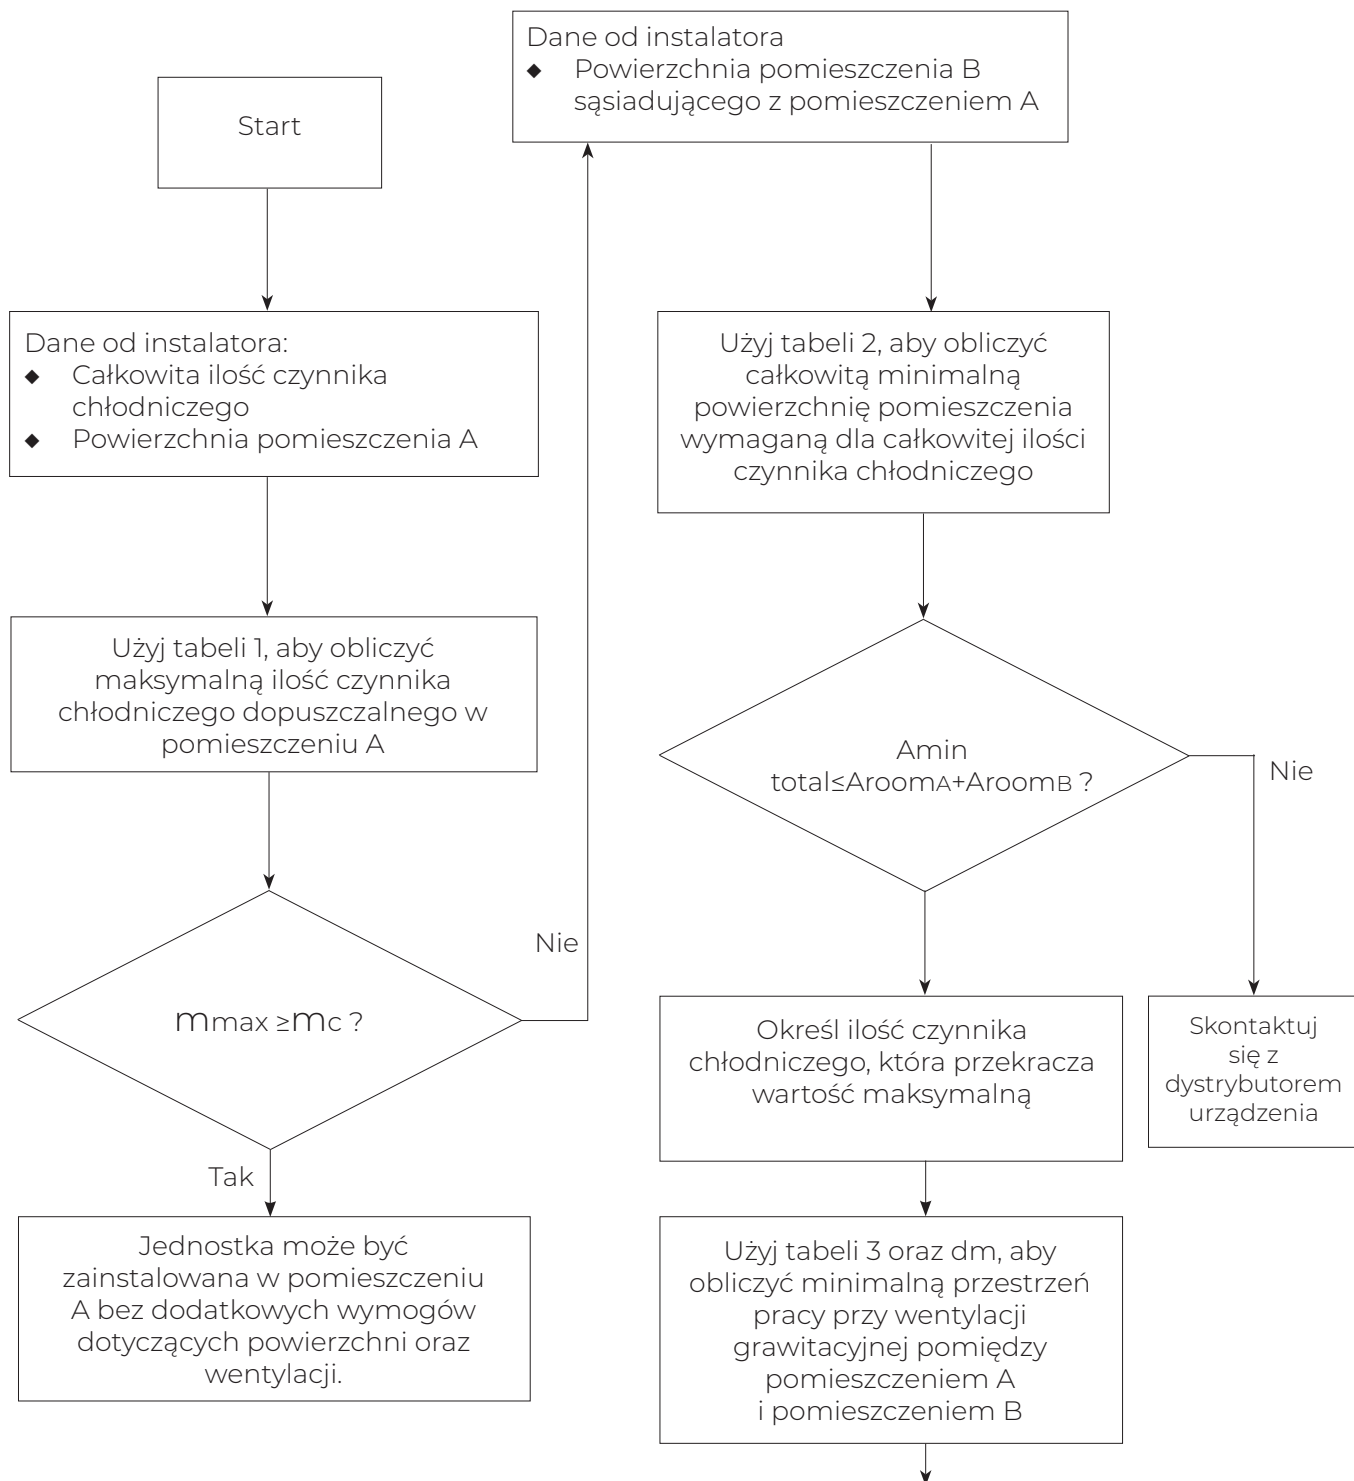 Start
Dane od instalatora:
◆ Całkowita ilość czynnika
chłodniczego
◆ Powierzchnia pomieszczenia A
Użyj tabeli 1, aby obliczyć
maksymalną ilość czynnika
chłodniczego dopuszczalnego w
pomieszczeniu A
mmax ≥mc ?
Nie
Tak
Jednostka może być
zainstalowana w pomieszczeniu
A bez dodatkowych wymogów
dotyczących powierzchni oraz
wentylacji.
Dane od instalatora
◆ Powierzchnia pomieszczenia B
sąsiadującego z pomieszczeniem A
Użyj tabeli 2, aby obliczyć
całkowitą minimalną
powierzchnię pomieszczenia
wymaganą dla całkowitej ilości
czynnika chłodniczego
Amin
total≤AroomA+AroomB ?
Nie
Skontaktuj
się z
dystrybutorem
urządzenia
Określ ilość czynnika
chłodniczego, która przekracza
wartość maksymalną
Użyj tabeli 3 oraz dm, aby
obliczyć minimalną przestrzeń
pracy przy wentylacji
grawitacyjnej pomiędzy
pomieszczeniem A
i pomieszczeniem B